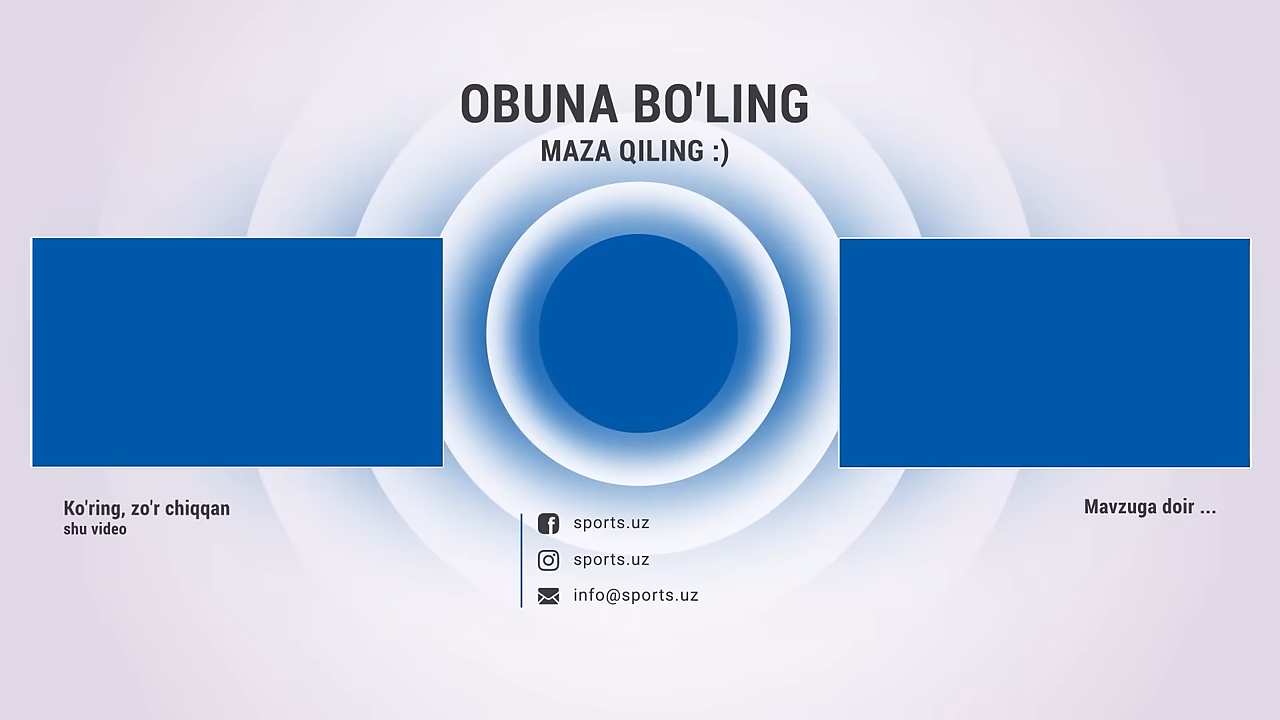 OBUNA BO'LING
MAZA QILING :)
Ko'ring, zo'r chiqqan
shu video
Mavzuga doir ...
sports.uz
sports.uz
info@sports.uz